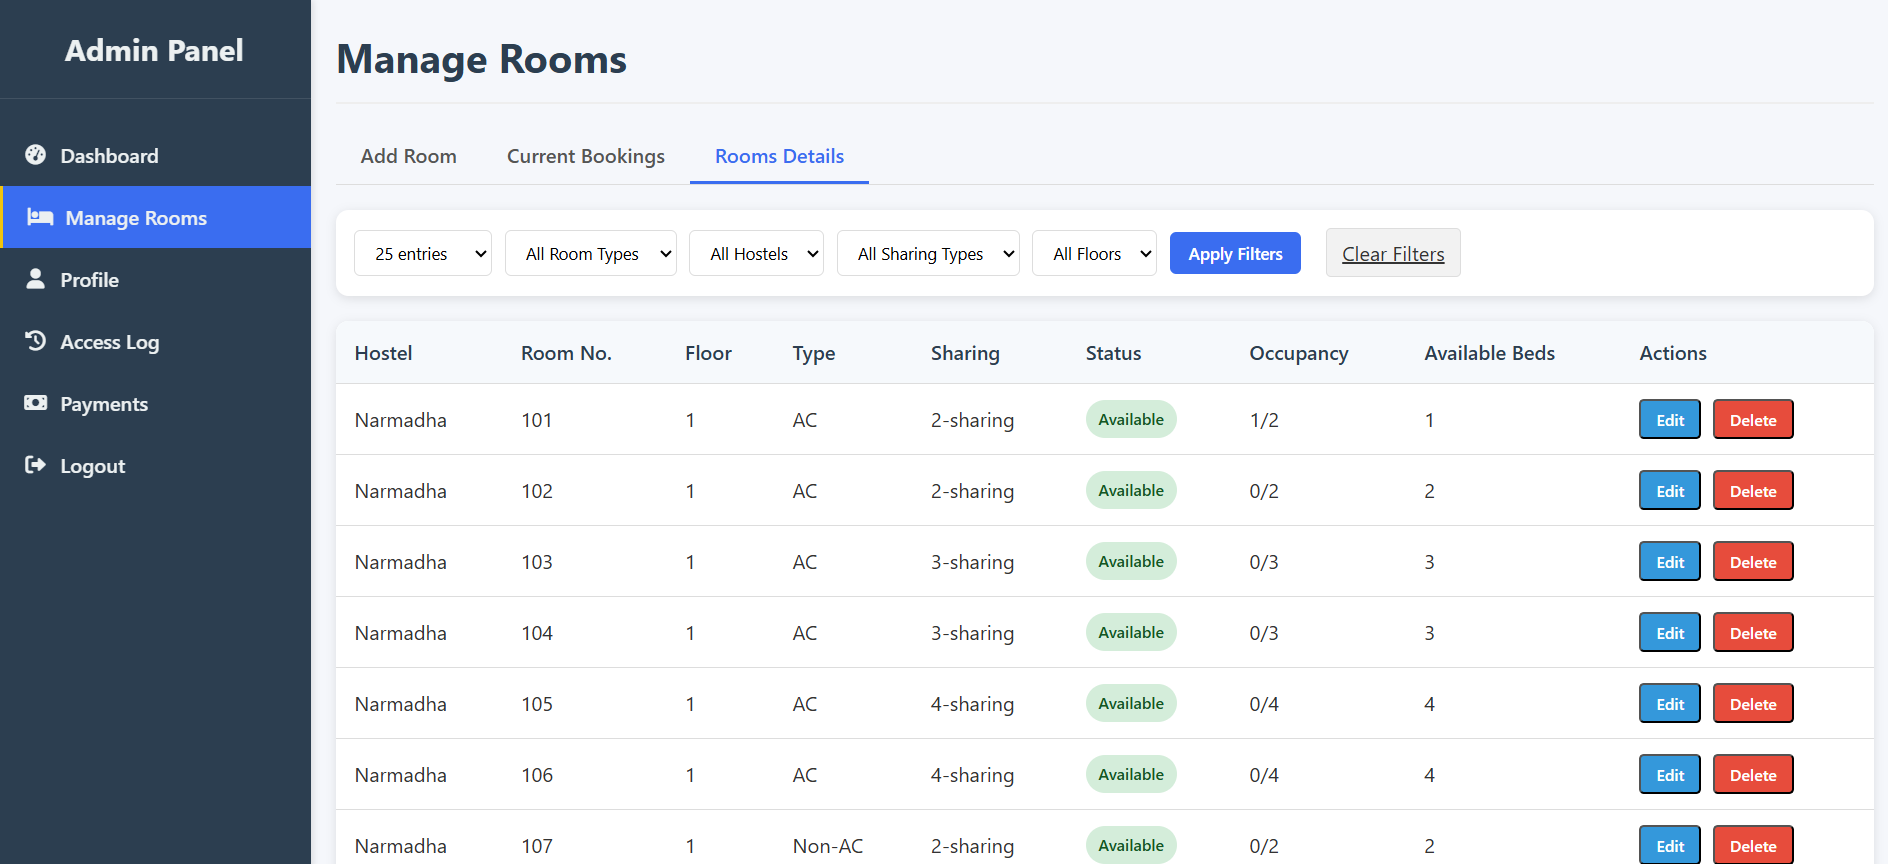 Admin Panel
Dashboard
Manage Rooms
Profile
Access Log
Payments
Logout
Manage Rooms
Add Room Current Bookings Rooms Details
25 entries All Room Types All Hostels All Sharing Types All Floors Apply Filters Clear Filters
Hostel Room No. Floor Type Sharing Status Occupancy Available Beds Actions
Narmadha 101 1 AC 2-sharing Available 1/2 1 Edit Delete
Narmadha 102 1 AC 2-sharing Available 0/2 2 Edit Delete
Narmadha 103 1 AC 3-sharing Available 0/3 3 Edit Delete
Narmadha 104 1 AC 3-sharing Available 0/3 3 Edit Delete
Narmadha 105 1 AC 4-sharing Available 0/4 4 Edit Delete
Narmadha 106 1 AC 4-sharing Available 0/4 4 Edit Delete
Narmadha 107 1 Non-AC 2-sharing Available 0/2 2 Edit Delete